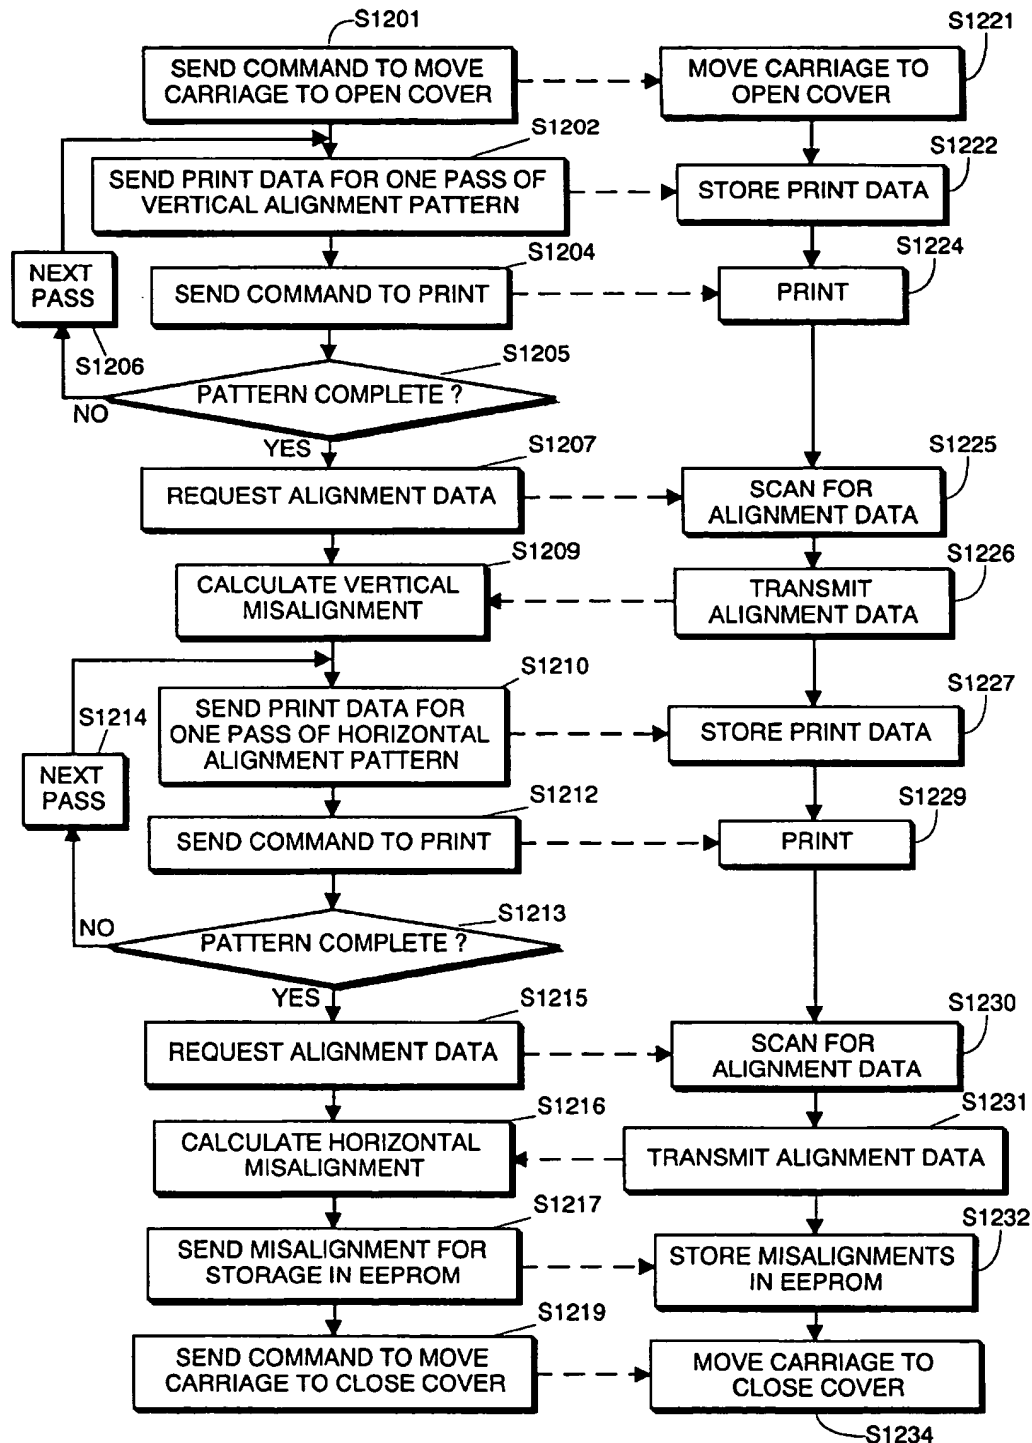 S1201
SEND COMMAND TO MOVE
CARRIAGE TO OPEN COVER
S1221
MOVE CARRIAGE TO
OPEN COVER
S1202
SEND PRINT DATA FOR ONE PASS OF
VERTICAL ALIGNMENT PATTERN
S1222
STORE PRINT DATA
NEXT
PASS
S1206
S1204
SEND COMMAND TO PRINT
S1224
PRINT
S1205
PATTERN COMPLETE ?
NO
YES
S1207
REQUEST ALIGNMENT DATA
S1225
SCAN FOR
ALIGNMENT DATA
S1209
CALCULATE VERTICAL
MISALIGNMENT
S1226
TRANSMIT
ALIGNMENT DATA
S1210
SEND PRINT DATA FOR
ONE PASS OF HORIZONTAL
ALIGNMENT PATTERN
S1227
STORE PRINT DATA
S1214
NEXT
PASS
S1212
SEND COMMAND TO PRINT
S1229
PRINT
S1213
PATTERN COMPLETE ?
NO
YES
S1215
REQUEST ALIGNMENT DATA
S1230
SCAN FOR
ALIGNMENT DATA
S1216
CALCULATE HORIZONTAL
MISALIGNMENT
S1231
TRANSMIT ALIGNMENT DATA
S1217
SEND MISALIGNMENT FOR
STORAGE IN EEPROM
S1232
STORE MISALIGNMENTS
IN EEPROM
S1219
SEND COMMAND TO MOVE
CARRIAGE TO CLOSE COVER
MOVE CARRIAGE TO
CLOSE COVER
S1234